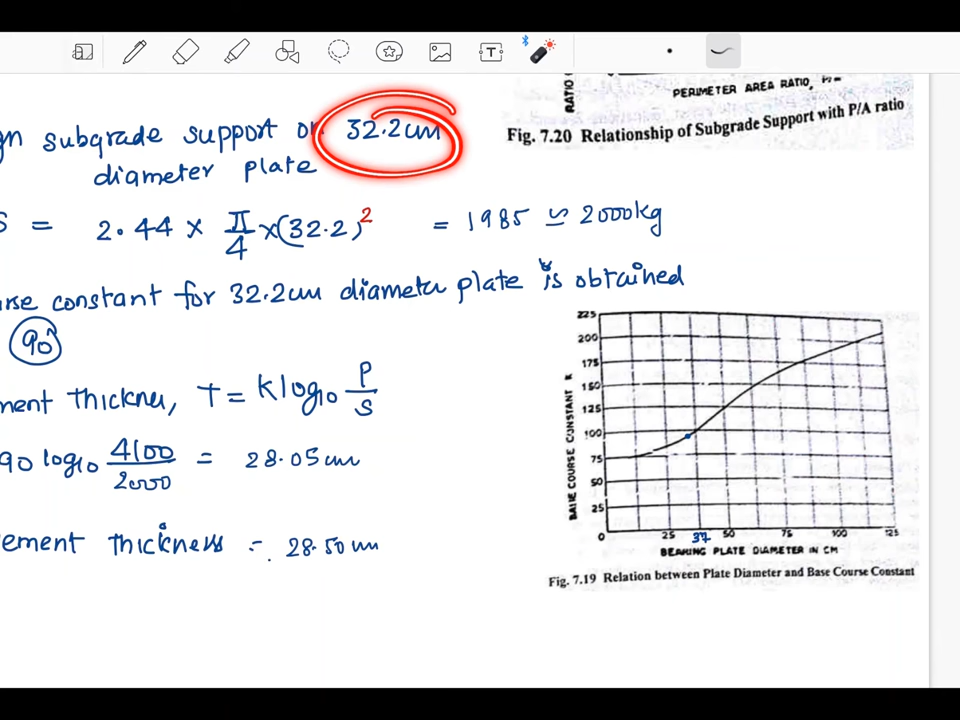 RATIO
PERIMETER AREA RATIO,
Fig. 7.20 Relationship of Subgrade Support with P/A ratio
gn subgrade support on 32.2cm
diameter plate
S = 2.44 × π/4 ×(32.2)² = 1985 ≃ 2000kg
rse constant for 32.2cm diameter plate is obtained
90
ment thickness, T = K log10 P/S
90 log10 4100/2000 = 28.05cm
ement thickness = 28.50 cm
225
200
175
150
125
100
75
50
25
0 25 37 50 75 100 125
BASE COURSE CONSTANT K
BEARING PLATE DIAMETER IN CM
Fig. 7.19 Relation between Plate Diameter and Base Course Constant